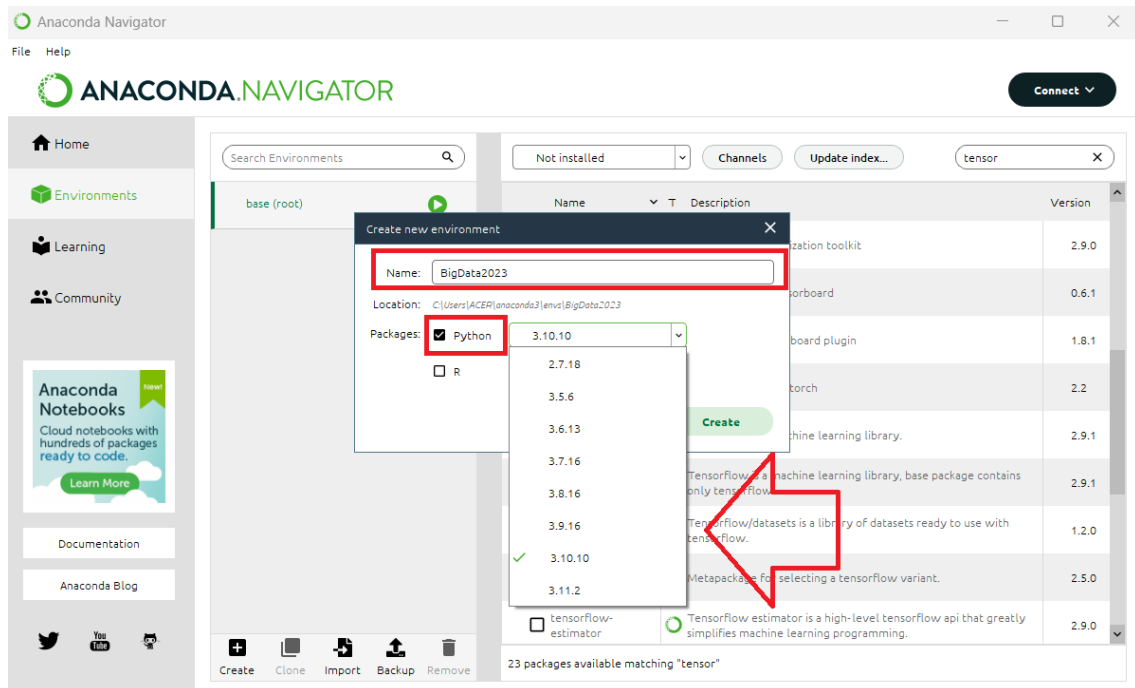 Anaconda Navigator
File Help
ANACONDA.NAVIGATOR
Connect
Home
Environments
Learning
Community
Anaconda
Notebooks
New!
Cloud notebooks with
hundreds of packages
ready to code.
Learn More
Documentation
Anaconda Blog
You
Tube
Search Environments
base (root)
Create Clone Import Backup Remove
Not installed
Channels
Update index...
tensor
Name T Description Version
ization toolkit 2.9.0
sorboard 0.6.1
board plugin 1.8.1
torch 2.2
chine learning library. 2.9.1
Tensorflow is a machine learning library, base package contains
only tensorflow. 2.9.1
Tensorflow/datasets is a library of datasets ready to use with
tensorflow. 1.2.0
Metapackage for selecting a tensorflow variant. 2.5.0
tensorflow-
estimator
Tensorflow estimator is a high-level tensorflow api that greatly
simplifies machine learning programming. 2.9.0
23 packages available matching "tensor"
Create new environment
Name: BigData2023
Location: C:\Users\ACER\anaconda3\envs\BigData2023
Packages: Python 3.10.10
R
2.7.18
3.5.6
3.6.13
3.7.16
3.8.16
3.9.16
3.10.10
3.11.2
Create